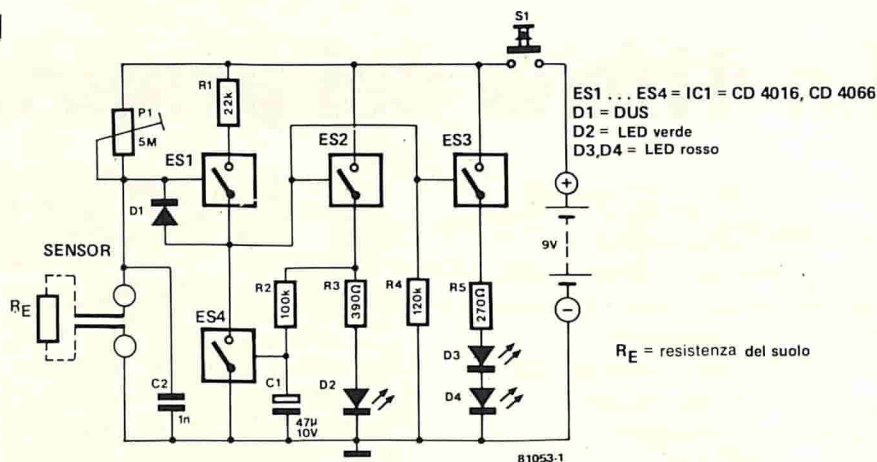 S1
R1
22k
P1
5M
ES1
ES2
ES3
D1
SENSOR
RE
ES4
R2
100k
R3
390Ω
R4
120k
R5
270Ω
C2
1n
C1
47µ
10V
D2
D3
D4
+
9V
−
ES1 . . . ES4 = IC1 = CD 4016, CD 4066
D1 = DUS
D2 = LED verde
D3,D4 = LED rosso
RE = resistenza del suolo
81053-1